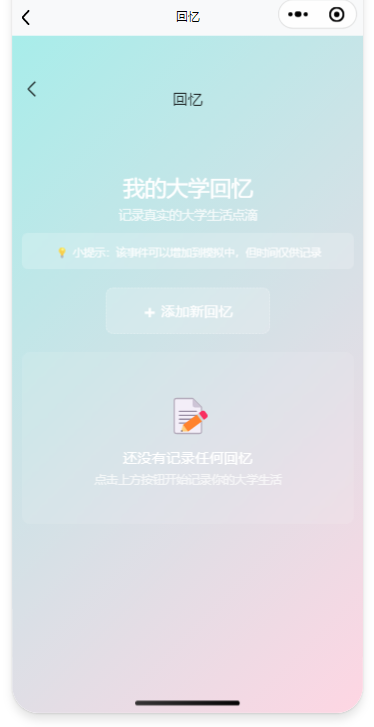 回忆
回忆
我的大学回忆
记录真实的大学生活点滴
💡 小提示：该事件可以增加到模拟中，但时间仅供记录
+ 添加新回忆
还没有记录任何回忆
点击上方按钮开始记录你的大学生活